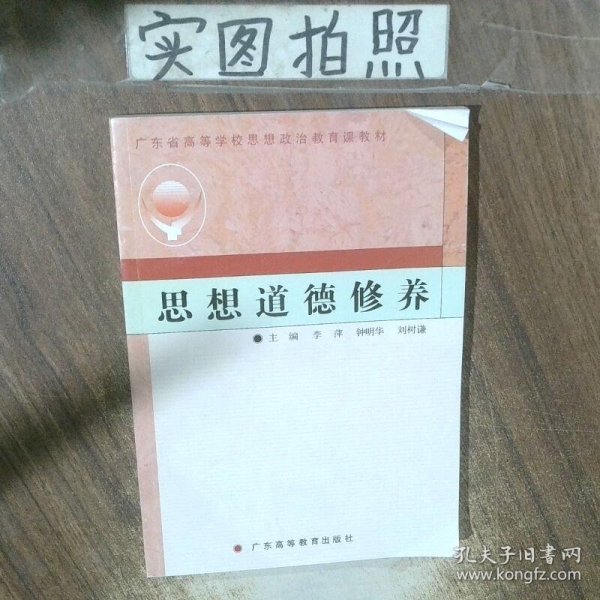 实图拍照
广东省高等学校思想政治教育课教材
思想道德修养
主编 李萍 钟明华 刘树谦
广东高等教育出版社
孔夫子旧书网
www.kongfz.com